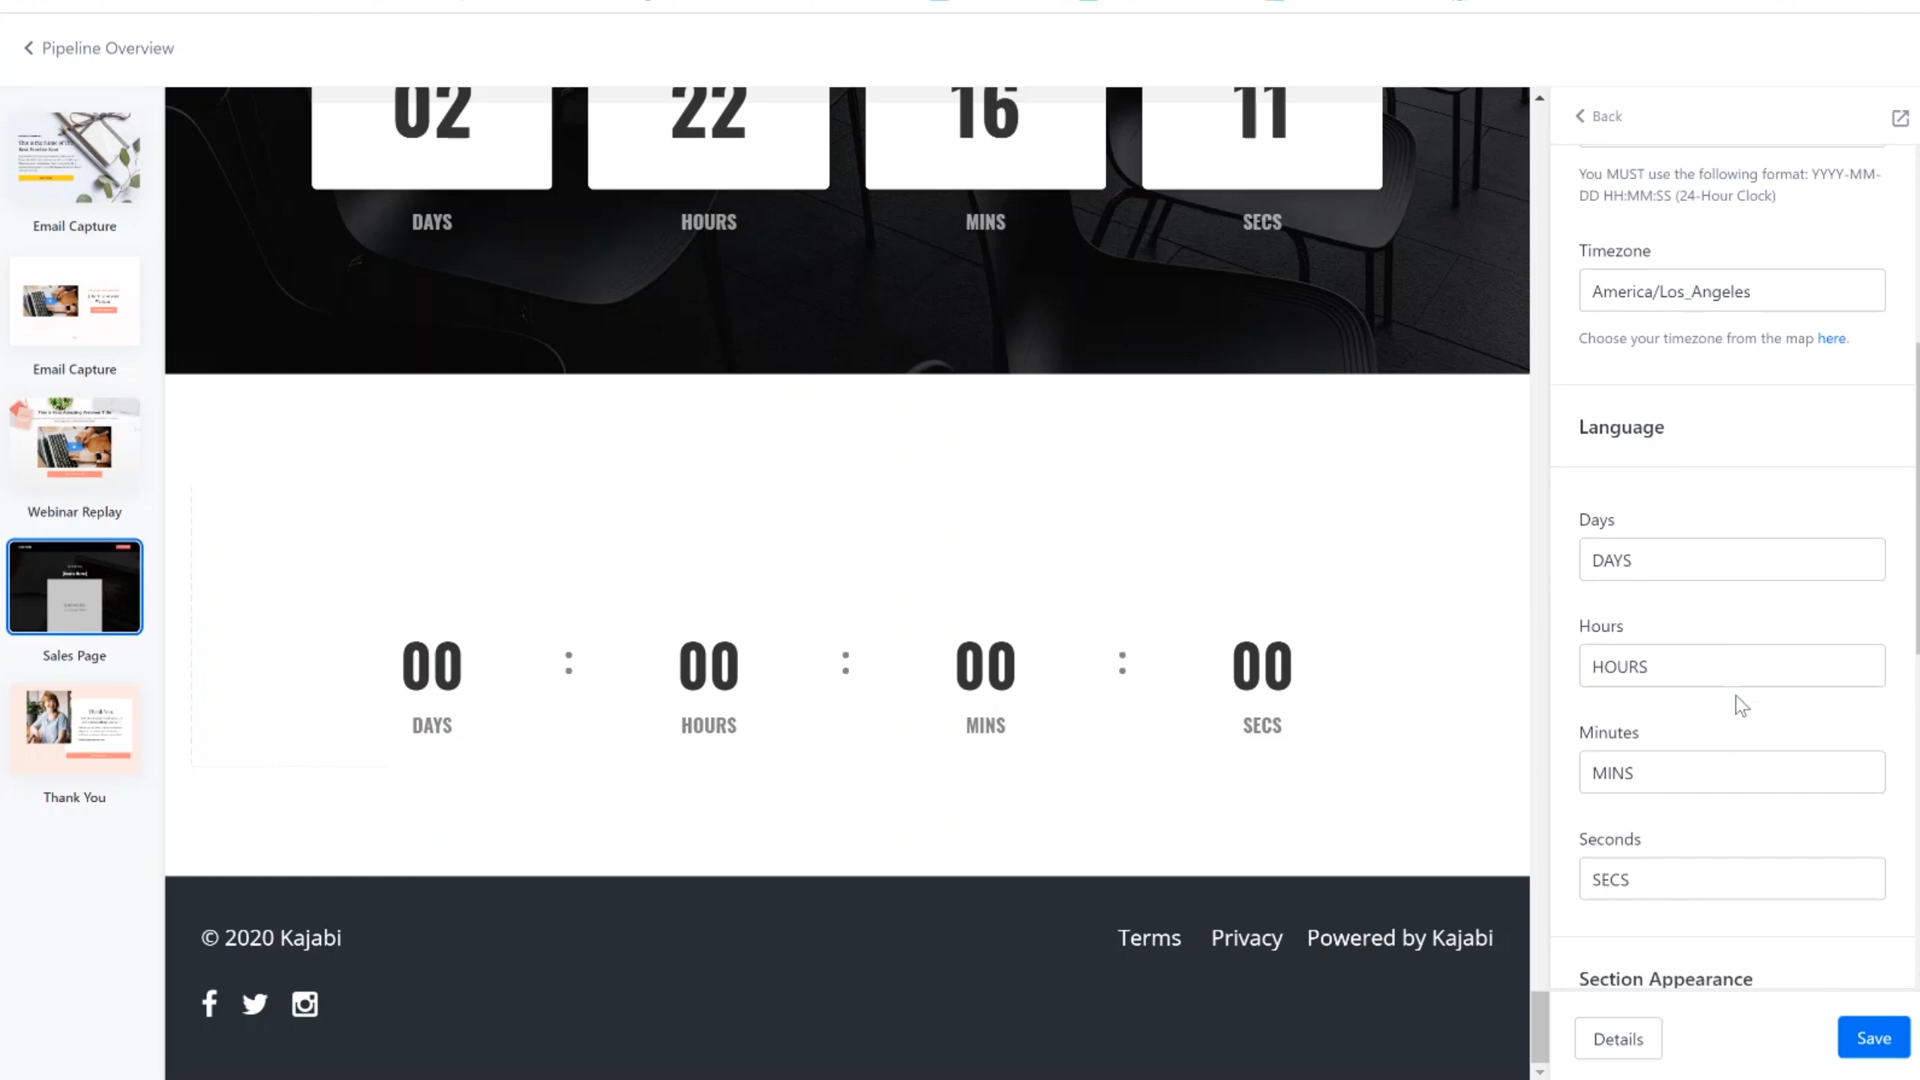 Pipeline Overview
Email Capture
Email Capture
Webinar Replay
Sales Page
Thank You
02 22 16 11
DAYS HOURS MINS SECS
00 : 00 : 00 : 00
DAYS HOURS MINS SECS
© 2020 Kajabi
Terms Privacy Powered by Kajabi
Back
You MUST use the following format: YYYY-MM-
DD HH:MM:SS (24-Hour Clock)
Timezone
America/Los_Angeles
Choose your timezone from the map here.
Language
Days
DAYS
Hours
HOURS
Minutes
MINS
Seconds
SECS
Section Appearance
Details
Save